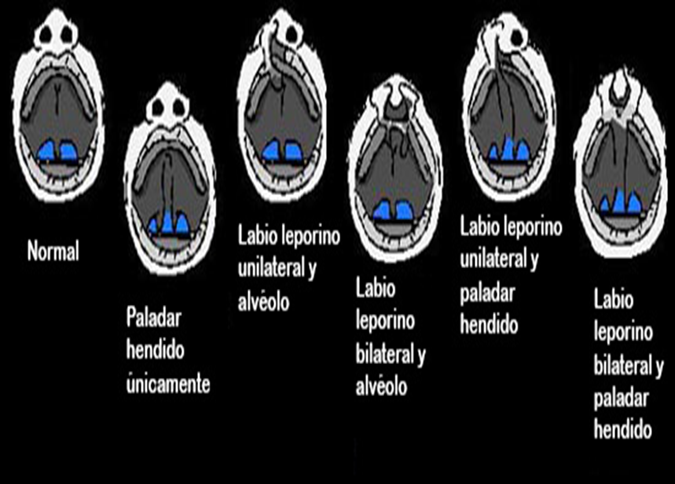 Normal
Paladar
hendido
únicamente
Labio leporino
unilateral y
alvéolo
Labio
leporino
bilateral y
alvéolo
Labio leporino
unilateral y
paladar
hendido
Labio
leporino
bilateral y
paladar
hendido